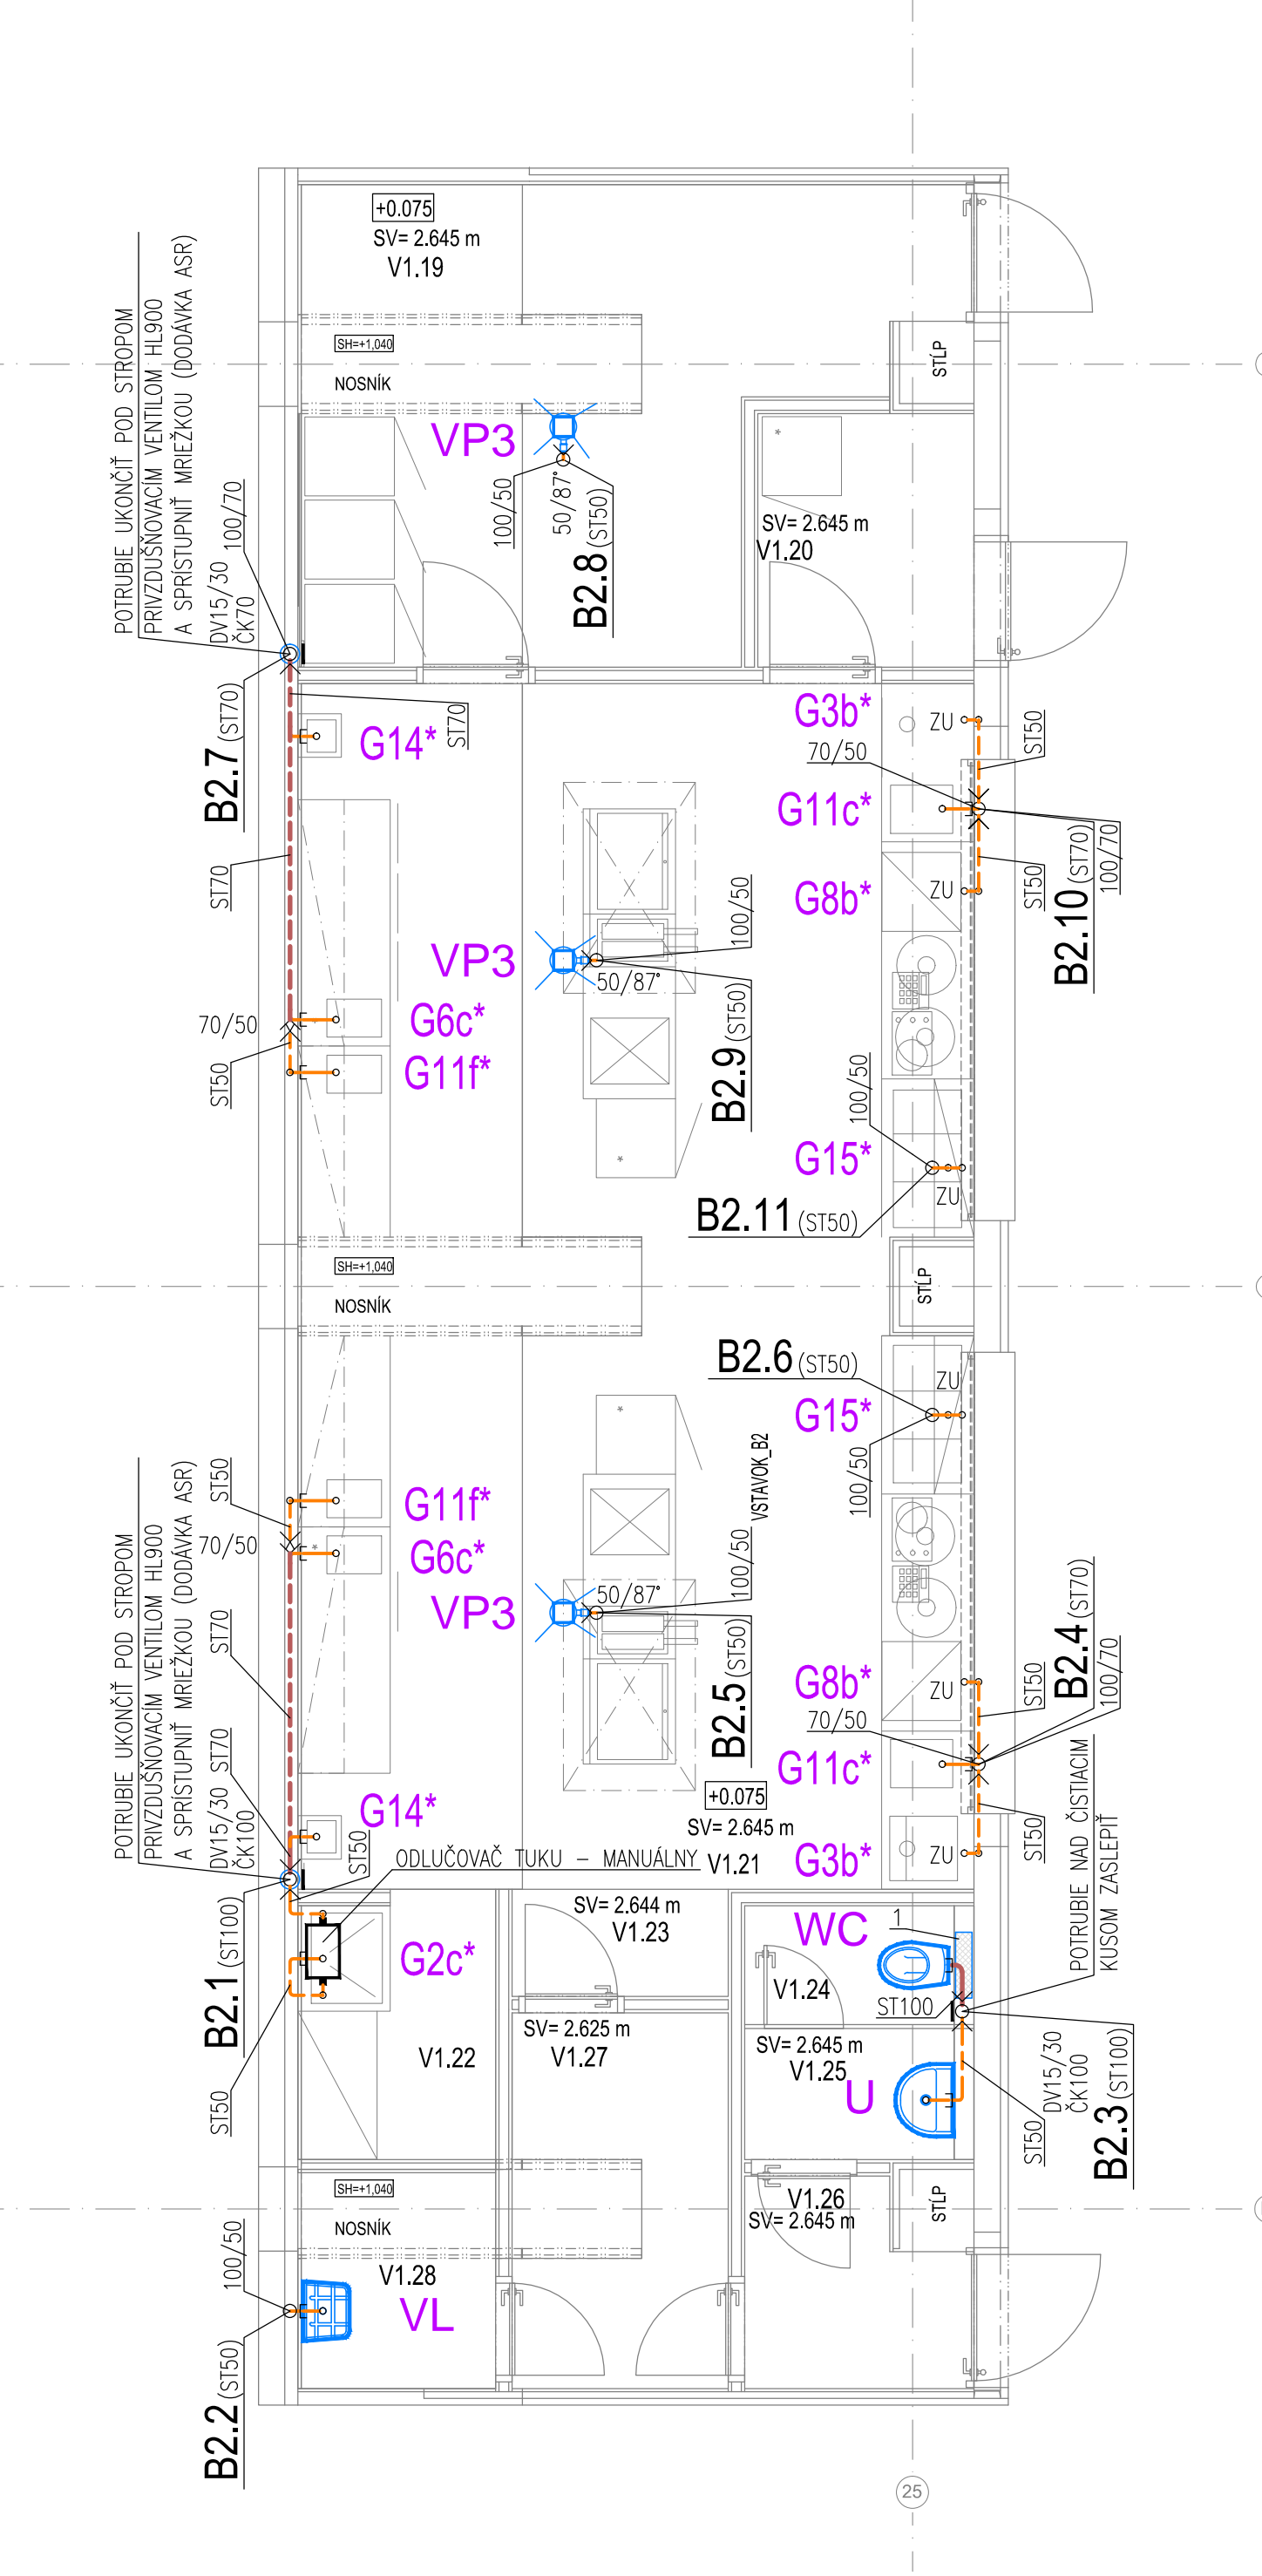 +0.075
SV= 2.645 m
V1.19
SH=+1,040
NOSNÍK
STĹP
POTRUBIE UKONČIŤ POD STROPOM
PRIVZDUŠŇOVACÍM VENTILOM HL900
A SPRÍSTUPNIŤ MRIEŽKOU (DODÁVKA ASR)
DV15/30
ČK70
100/70
VP3
100/50
50/87°
B2.8 (ST50)
SV= 2.645 m
V1.20
B2.7 (ST70)
G14*
ST70
G3b*
ZU
ST50
70/50
G11c*
ST70
G8b*
ZU
ST50
B2.10 (ST70)
100/70
VP3
50/87°
100/50
B2.9 (ST50)
70/50
G6c*
ST50
G11f*
100/50
G15*
ZU
B2.11 (ST50)
SH=+1,040
NOSNÍK
STĹP
B2.6 (ST50)
ZU
G15*
100/50
ST50
G11f*
70/50
G6c*
VSTAVOK_B2
100/50
50/87°
VP3
B2.5 (ST50)
POTRUBIE UKONČIŤ POD STROPOM
PRIVZDUŠŇOVACÍM VENTILOM HL900
A SPRÍSTUPNIŤ MRIEŽKOU (DODÁVKA ASR)
DV15/30
ČK100
ST70
ST70
G8b*
ZU
ST50
B2.4 (ST70)
100/70
70/50
G11c*
+0.075
SV= 2.645 m
V1.21
G14*
ST50
ODLUČOVAČ TUKU – MANUÁLNY
G3b*
ZU
ST50
POTRUBIE NAD ČISTIACIM
KUSOM ZASLEPIŤ
B2.1 (ST100)
G2c*
SV= 2.644 m
V1.23
WC
1
V1.24
ST100
ST50
V1.22
SV= 2.625 m
V1.27
SV= 2.645 m
V1.25
U
ST50
DV15/30
ČK100
B2.3 (ST100)
SH=+1,040
NOSNÍK
V1.26
SV= 2.645 m
STĹP
100/50
V1.28
VL
B2.2 (ST50)
25